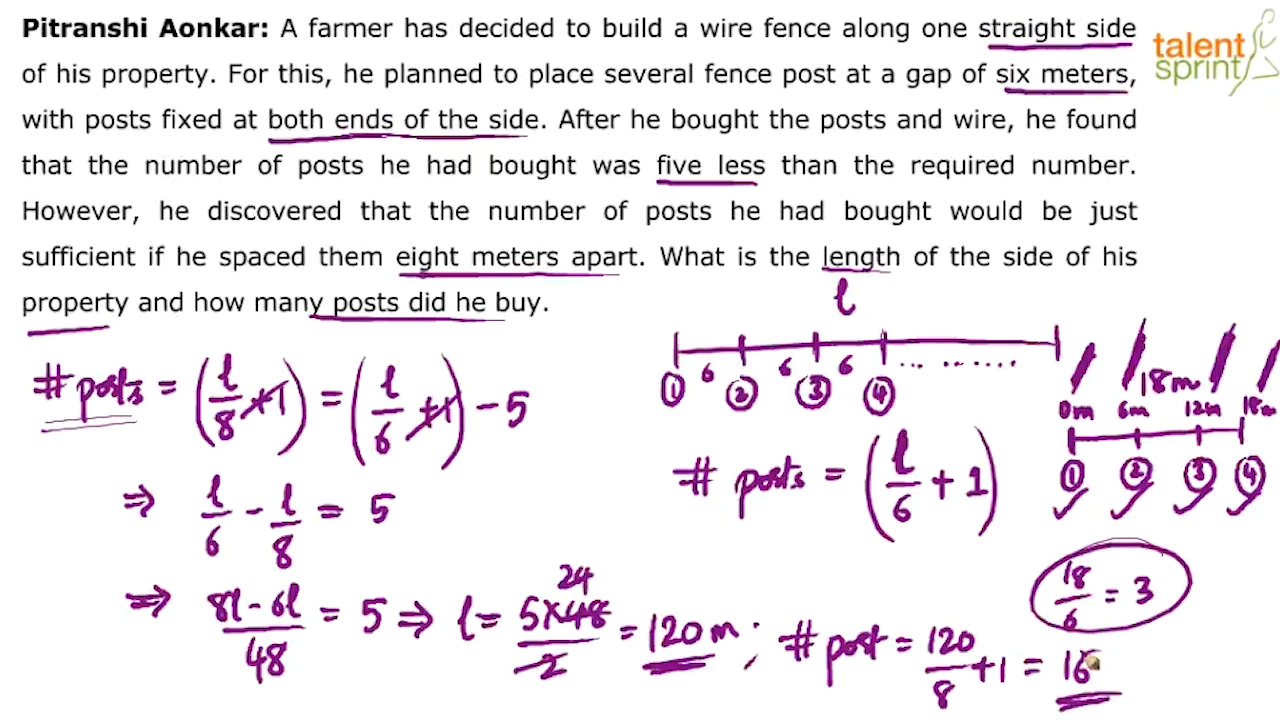 Pitranshi Aonkar: A farmer has decided to build a wire fence along one straight side
of his property. For this, he planned to place several fence post at a gap of six meters,
with posts fixed at both ends of the side. After he bought the posts and wire, he found
that the number of posts he had bought was five less than the required number.
However, he discovered that the number of posts he had bought would be just
sufficient if he spaced them eight meters apart. What is the length of the side of his
property and how many posts did he buy.
talent
sprint
l
6 6 6 ... ......
① ② ③ ④
# posts = (l/8 + 1) = (l/6 + 1) - 5
⇒ l/6 - l/8 = 5
⇒ (8l - 6l)/48 = 5 ⇒ l = (5 × 48)/2 = 120 m ;
24
# posts = (l/6 + 1)
18m
0m 6m 12m 18m
① ② ③ ④
18/6 = 3
# post = 120/8 + 1 = 16